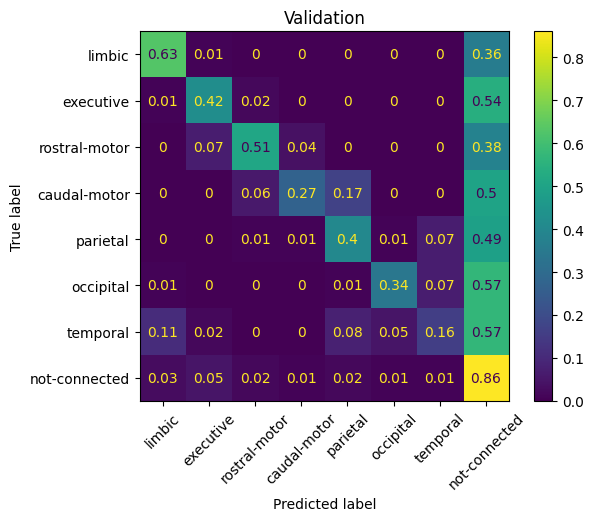 Validation
True label
limbic 0.63 0.01 0 0 0 0 0 0.36
executive 0.01 0.42 0.02 0 0 0 0 0.54
rostral-motor 0 0.07 0.51 0.04 0 0 0 0.38
caudal-motor 0 0 0.06 0.27 0.17 0 0 0.5
parietal 0 0 0.01 0.01 0.4 0.01 0.07 0.49
occipital 0.01 0 0 0 0.01 0.34 0.07 0.57
temporal 0.11 0.02 0 0 0.08 0.05 0.16 0.57
not-connected 0.03 0.05 0.02 0.01 0.02 0.01 0.01 0.86
limbic executive rostral-motor caudal-motor parietal occipital temporal not-connected
Predicted label
0.8
0.7
0.6
0.5
0.4
0.3
0.2
0.1
0.0